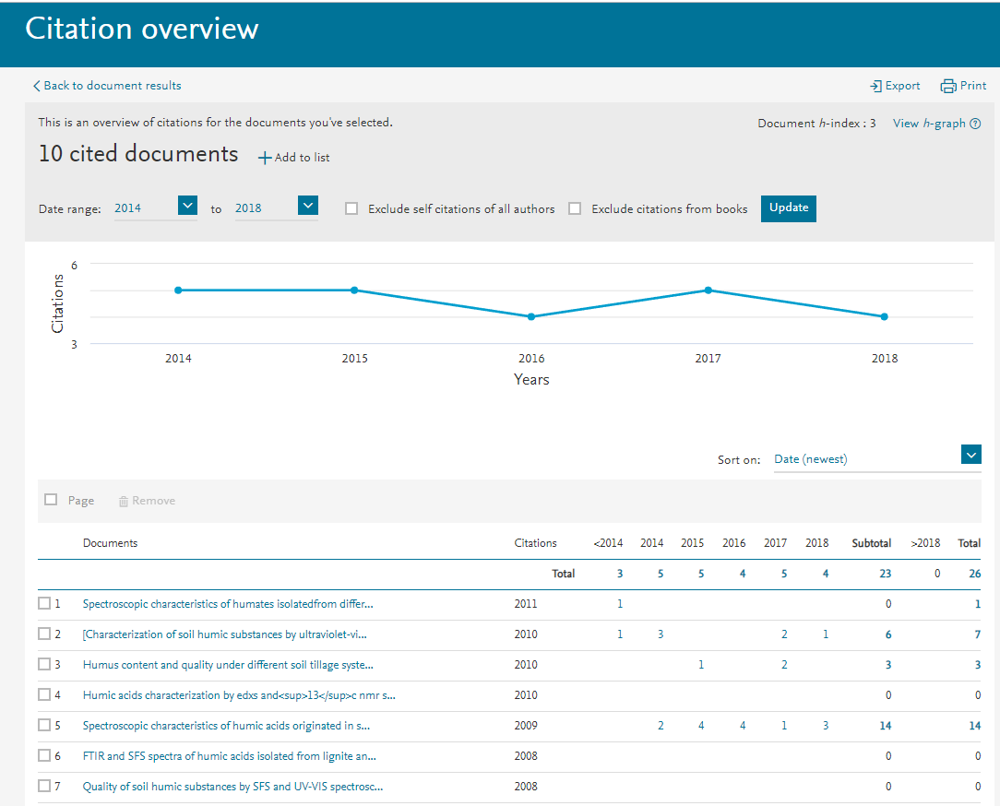 Citation overview
Back to document results Export Print
This is an overview of citations for the documents you've selected. Document h-index : 3 View h-graph ?
10 cited documents + Add to list
Date range: 2014 to 2018 Exclude self citations of all authors Exclude citations from books Update
6
Citations
3
2014 2015 2016 2017 2018
Years
Sort on: Date (newest)
Page Remove
Documents Citations <2014 2014 2015 2016 2017 2018 Subtotal >2018 Total
Total 3 5 5 4 5 4 23 0 26
1 Spectroscopic characteristics of humates isolatedfrom differ... 2011 1 0 1
2 [Characterization of soil humic substances by ultraviolet-vi... 2010 1 3 2 1 6 7
3 Humus content and quality under different soil tillage syste... 2010 1 2 3 3
4 Humic acids characterization by edxs and<sup>13</sup>c nmr s... 2010 0 0
5 Spectroscopic characteristics of humic acids originated in s... 2009 2 4 4 1 3 14 14
6 FTIR and SFS spectra of humic acids isolated from lignite an... 2008 0 0
7 Quality of soil humic substances by SFS and UV-VIS spectrosc... 2008 0 0